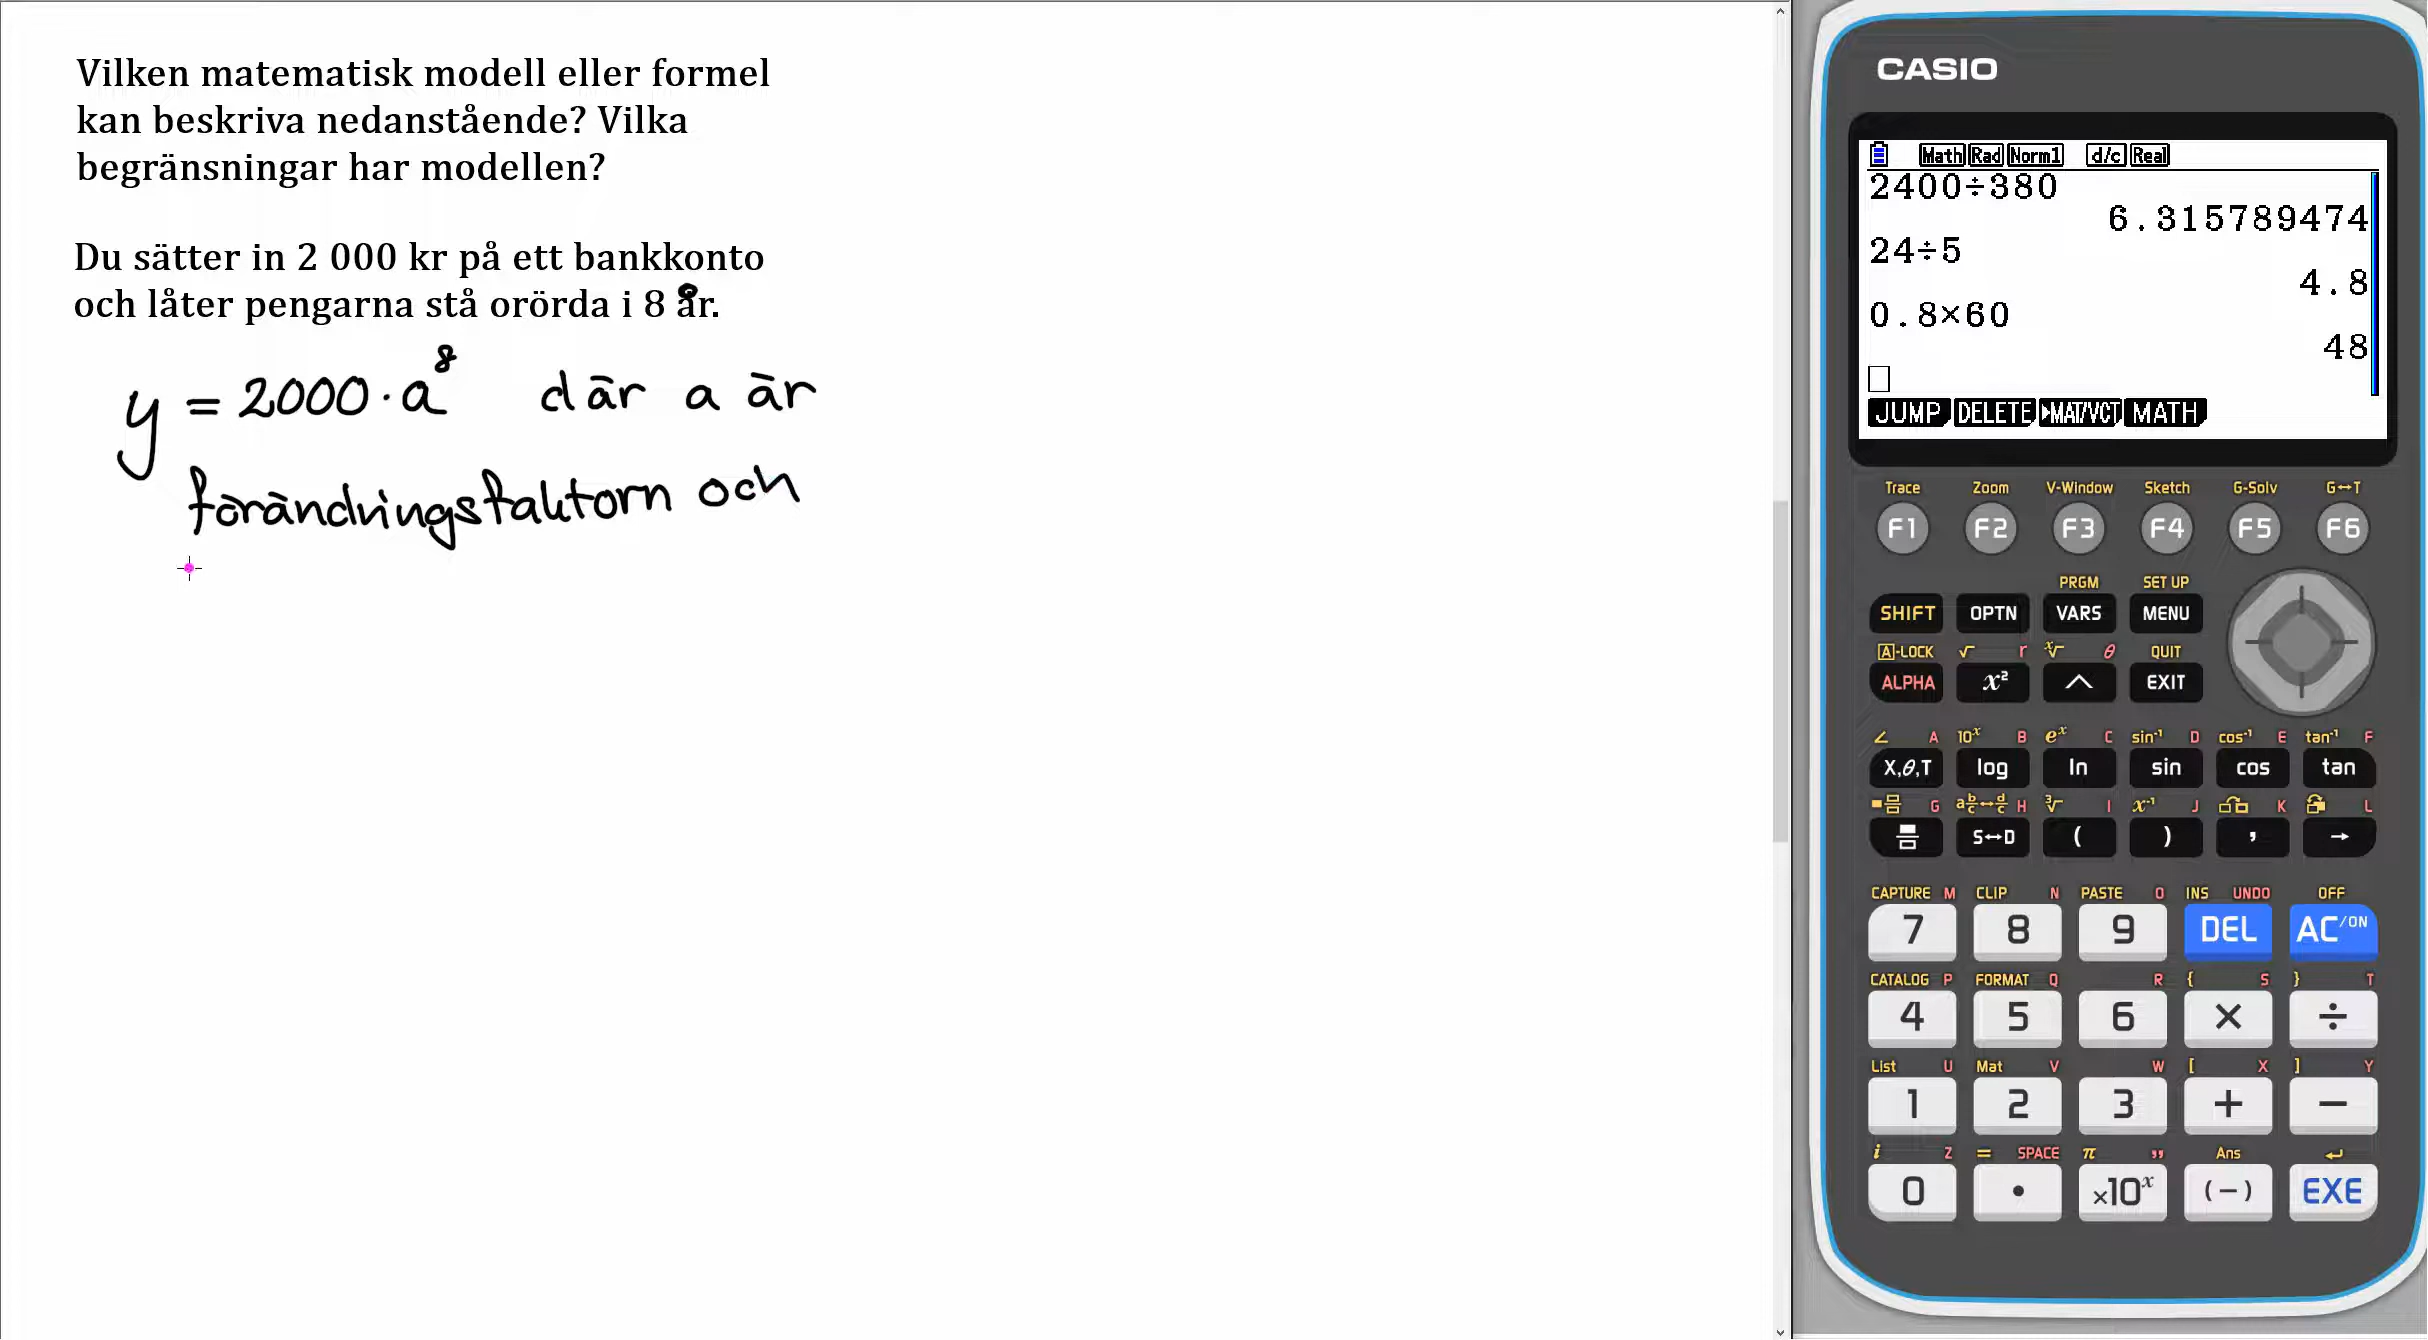 Vilken matematisk modell eller formel
kan beskriva nedanstående? Vilka
begränsningar har modellen?
Du sätter in 2 000 kr på ett bankkonto
och låter pengarna stå orörda i 8 år.
y = 2000 · a⁸ där a är
förändringsfaktorn och
CASIO
Math Rad Norm1 d/c Real
2400÷380
6.315789474
24÷5
4.8
0.8×60
48
JUMP DELETE ►MAT/VCT MATH
Trace Zoom V-Window Sketch G-Solv G↔T
F1 F2 F3 F4 F5 F6
PRGM SET UP
SHIFT OPTN VARS MENU
A-LOCK √ r ˣ√ θ QUIT
ALPHA x² ^ EXIT
∠ A 10ˣ B eˣ C sin⁻¹ D cos⁻¹ E tan⁻¹ F
X,θ,T log ln sin cos tan
G a b/c↔d/c H ³√ I x⁻¹ J K L
S↔D ( ) , →
CAPTURE M CLIP N PASTE O INS UNDO OFF
7 8 9 DEL AC/ON
CATALOG P FORMAT Q R { S } T
4 5 6 × ÷
List U Mat V W [ X ] Y
1 2 3 + −
i Z = SPACE π " Ans ↵
0 • ×10ˣ (−) EXE